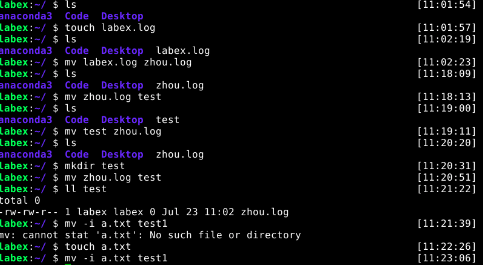 labex:~/ $ ls [11:01:54]
anaconda3 Code Desktop
labex:~/ $ touch labex.log [11:01:57]
labex:~/ $ ls [11:02:19]
anaconda3 Code Desktop labex.log
labex:~/ $ mv labex.log zhou.log [11:02:23]
labex:~/ $ ls [11:18:09]
anaconda3 Code Desktop zhou.log
labex:~/ $ mv zhou.log test [11:18:13]
labex:~/ $ ls [11:19:00]
anaconda3 Code Desktop test
labex:~/ $ mv test zhou.log [11:19:11]
labex:~/ $ ls [11:20:20]
anaconda3 Code Desktop zhou.log
labex:~/ $ mkdir test [11:20:31]
labex:~/ $ mv zhou.log test [11:20:51]
labex:~/ $ ll test [11:21:22]
total 0
-rw-rw-r-- 1 labex labex 0 Jul 23 11:02 zhou.log
labex:~/ $ mv -i a.txt test1 [11:21:39]
mv: cannot stat 'a.txt': No such file or directory
labex:~/ $ touch a.txt [11:22:26]
labex:~/ $ mv -i a.txt test1 [11:23:06]